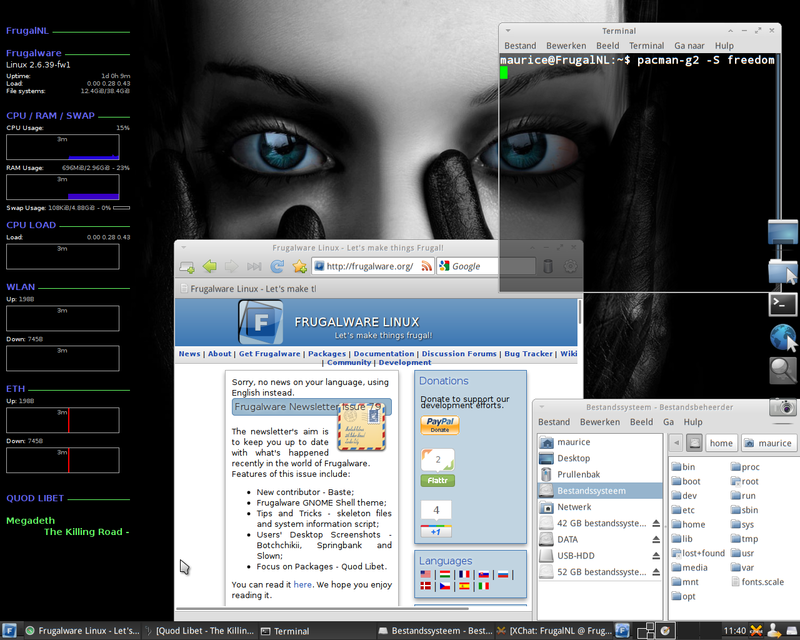 FrugalNL
Frugalware
Linux 2.6.39-fw1
Uptime: 1d 0h 9m
Load: 0.00 0.28 0.43
File systems: 12.4GiB/38.4GiB
CPU / RAM / SWAP
CPU Usage: 15%
3m
RAM Usage: 696MiB/2.96GiB - 23%
3m
Swap Usage: 108KiB/4.88GiB - 0%
CPU LOAD
Load: 0.00 0.28 0.43
3m
WLAN
Up: 198B
3m
Down: 745B
3m
ETH
Up: 198B
3m
Down: 745B
3m
QUOD LIBET
Megadeth
The Killing Road -
Terminal
Bestand Bewerken Beeld Terminal Ga naar Hulp
maurice@FrugalNL:~$ pacman-g2 -S freedom
Frugalware Linux - Let's make things Frugal!
http://frugalware.org/ Google
Frugalware Linux - Let's make t!
F FRUGALWARE LINUX
Let's make things frugal!
News | About | Get Frugalware | Packages | Documentation | Discussion Forums | Bug Tracker | Wiki
| Community | Development
Sorry, no news on your language, using
English instead.
Frugalware Newsletter Issue 79
The newsletter's aim is
to keep you up to date
with what's happened
recently in the world of Frugalware.
Features of this issue include:
New contributor - Baste;
Frugalware GNOME Shell theme;
Tips and Tricks - skeleton files
and system information script;
Users' Desktop Screenshots -
Botchchikii, Springbank and
Slown;
Focus on Packages - Quod Libet.
You can read it here. We hope you enjoy
reading it.
Donations
Donate to support our
development efforts.
PayPal
Donate
2
Flattr
4
+1
Languages
Bestandssysteem - Bestandsbeheerder
Bestand Bewerken Beeld Ga Hulp
home maurice
maurice
Desktop
Prullenbak
Bestandssysteem
Netwerk
42 GB bestandssyste...
DATA
USB-HDD
52 GB bestandssyste...
bin
boot
dev
etc
home
lib
lost+found
media
mnt
opt
proc
root
run
sbin
sys
tmp
usr
var
fonts.scale
Frugalware Linux - Let's... [Quod Libet - The Killin... Terminal Bestandssysteem - Best... [XChat: FrugalNL @ Frug... 11:40